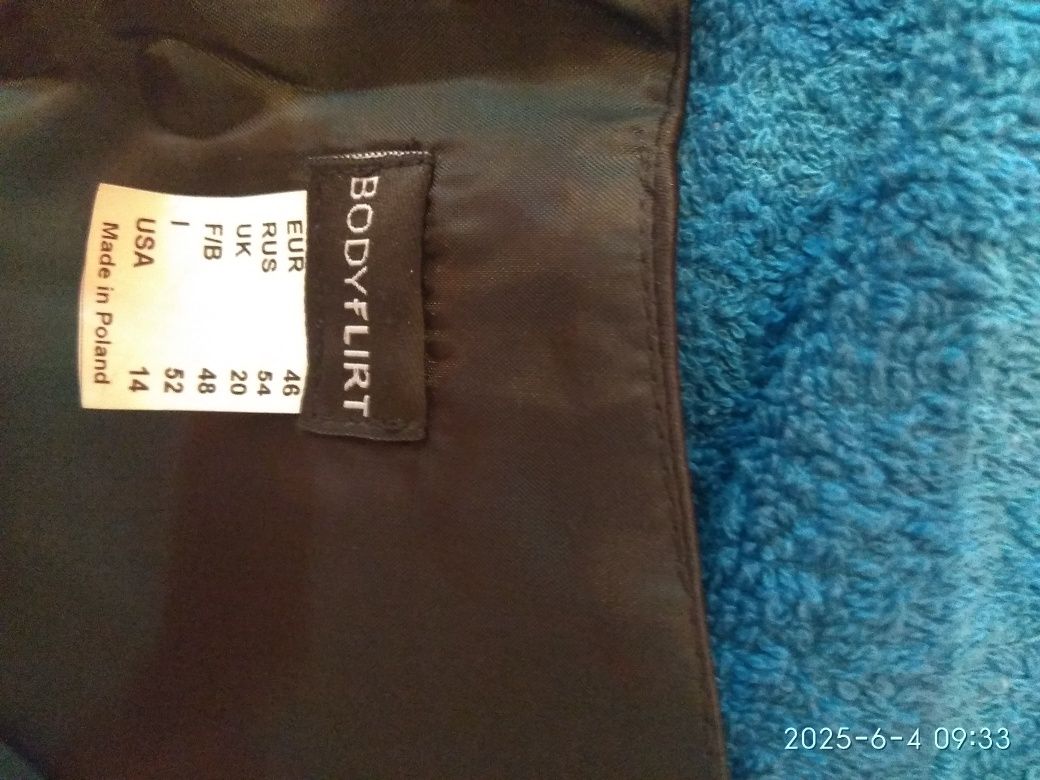 BODYFLIRT
EUR 46
RUS 54
UK 20
F/B 48
I 52
USA 14
Made in Poland
2025-6-4 09:33